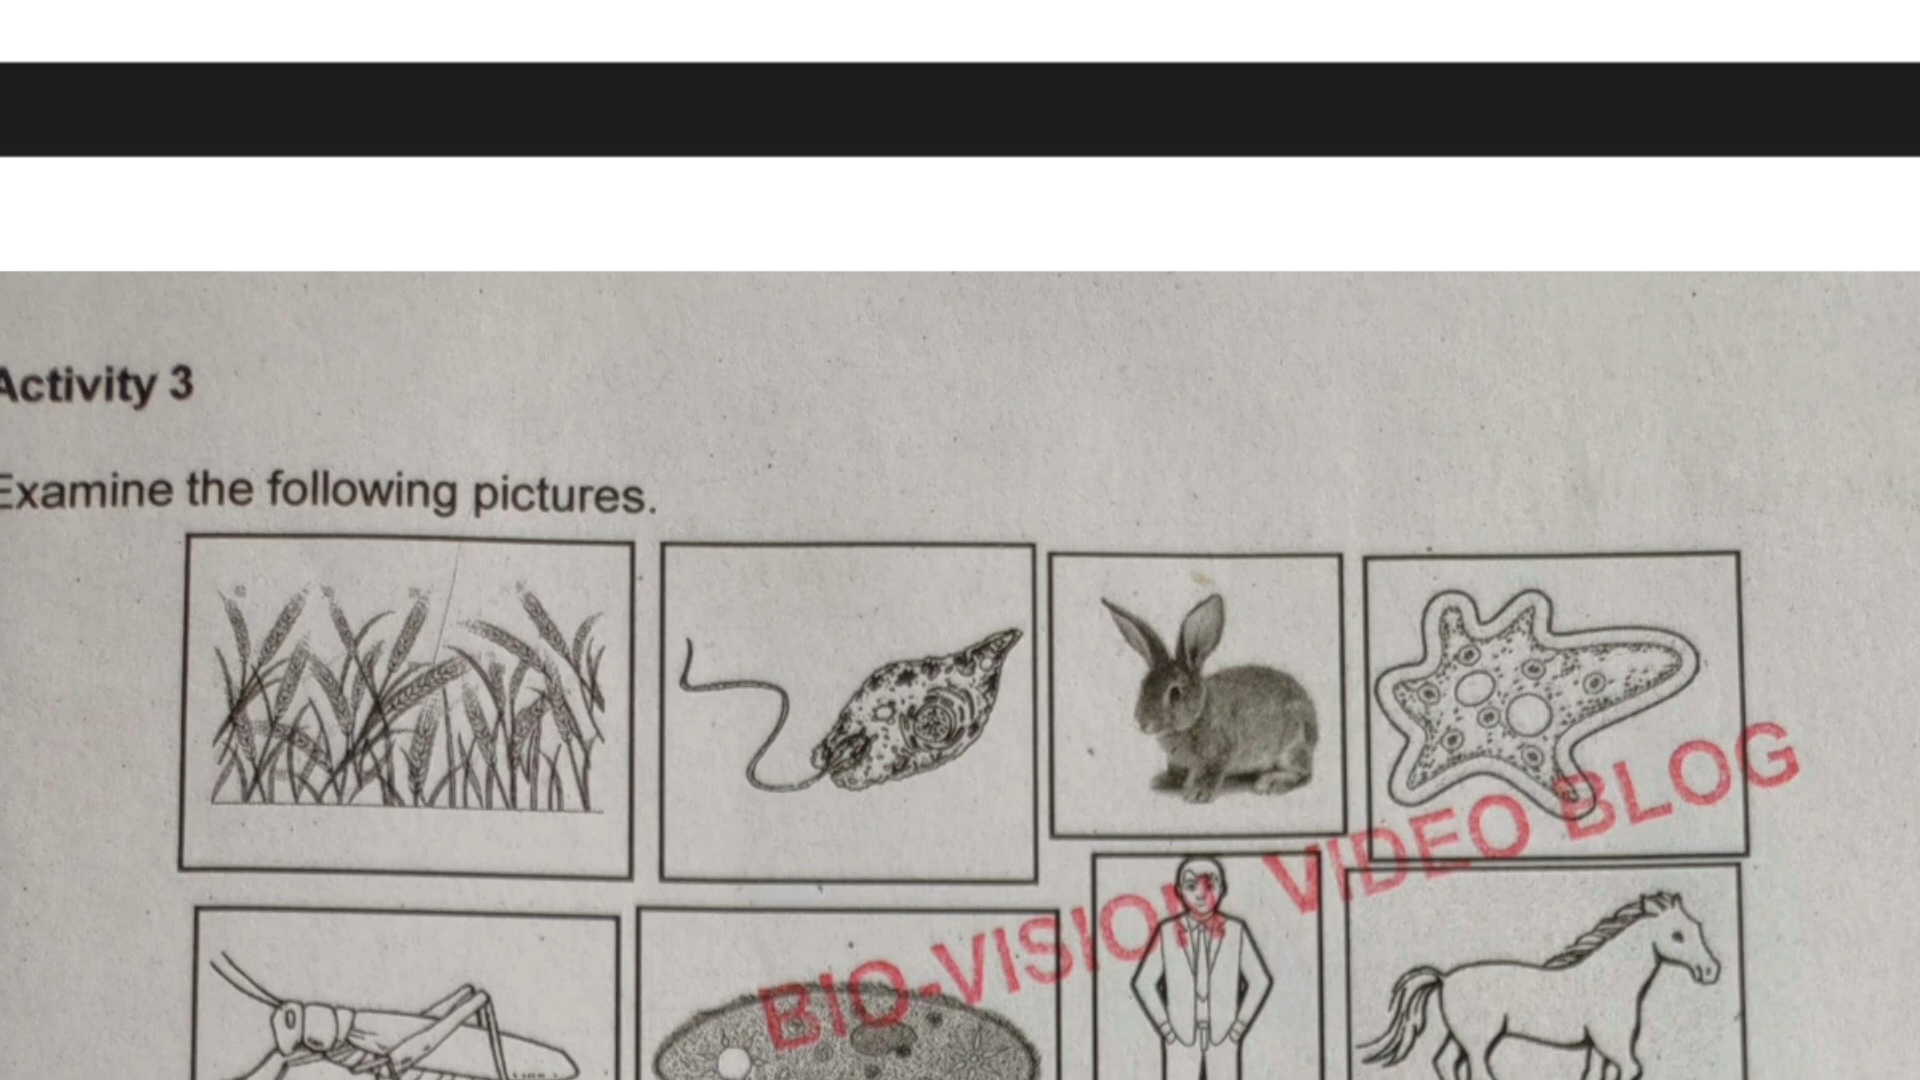 Activity 3
Examine the following pictures.
BIO-VISION VIDEO BLOG